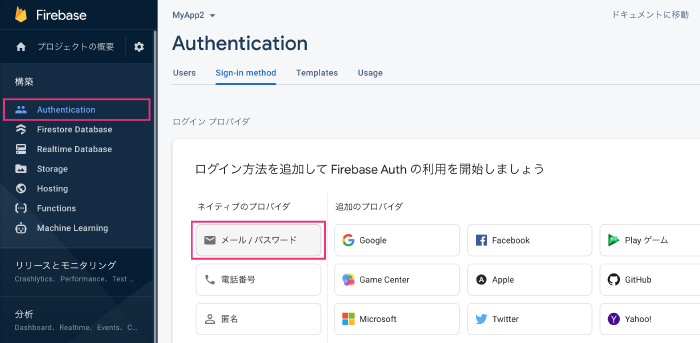 Firebase
プロジェクトの概要
構築
Authentication
Firestore Database
Realtime Database
Storage
Hosting
Functions
Machine Learning
リリースとモニタリング
Crashlytics、Performance、Test ...
分析
Dashboard、Realtime、Events、C...
MyApp2
ドキュメントに移動
Authentication
Users Sign-in method Templates Usage
ログイン プロバイダ
ログイン方法を追加して Firebase Auth の利用を開始しましょう
ネイティブのプロバイダ 追加のプロバイダ
メール / パスワード Google Facebook Play ゲーム
電話番号 Game Center Apple GitHub
匿名 Microsoft Twitter Yahoo!